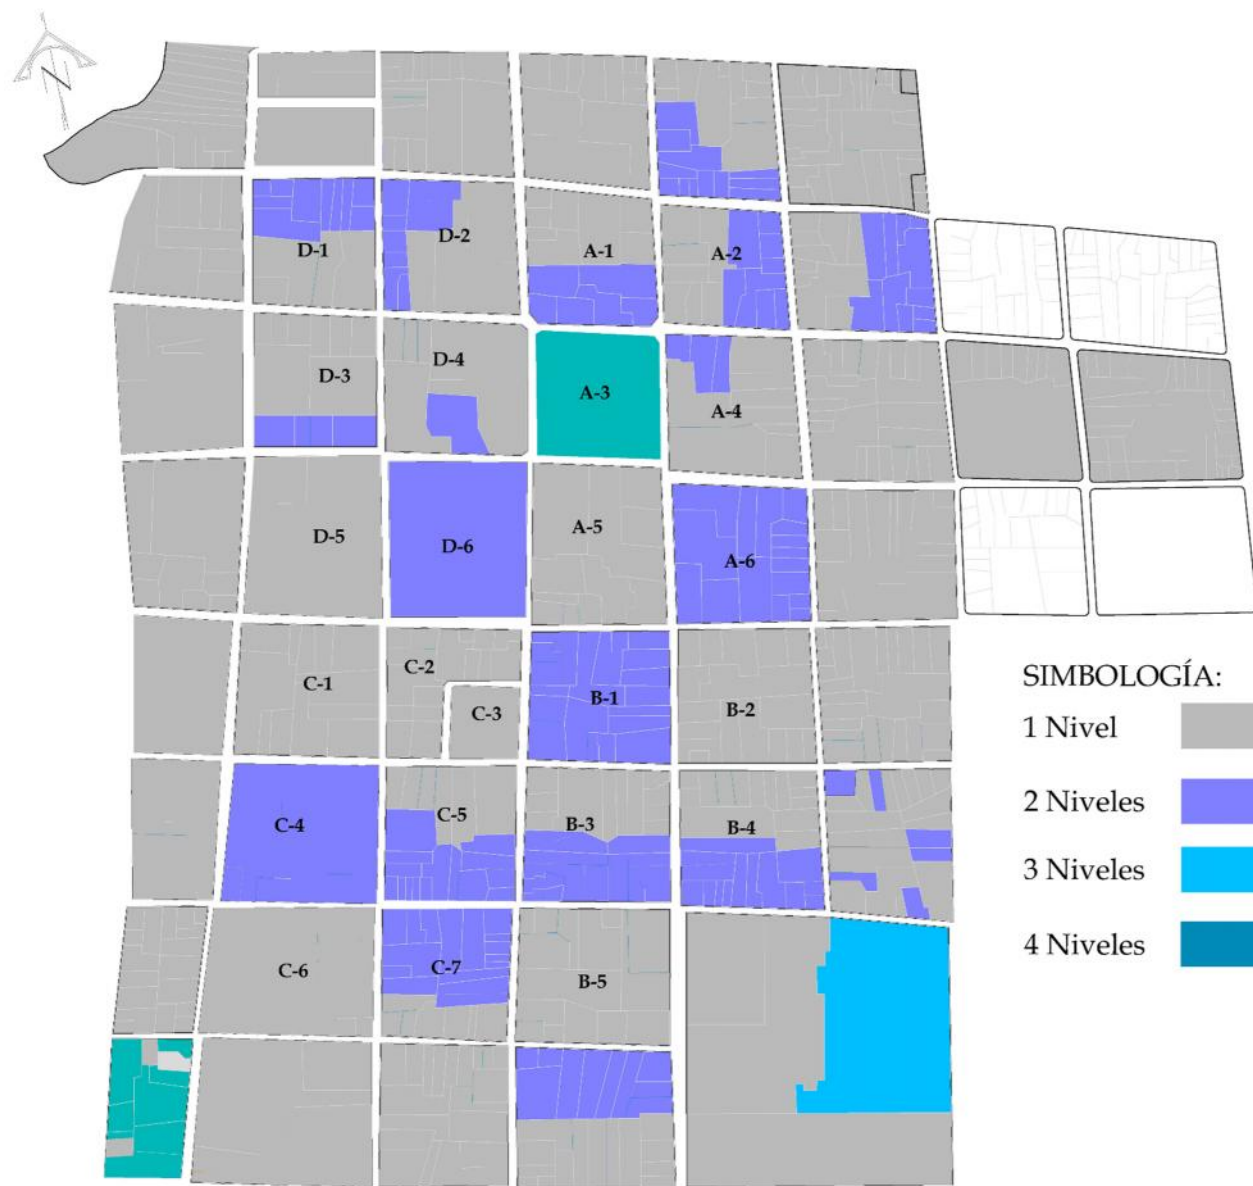 N
D-1
D-2
A-1
A-2
D-3
D-4
A-3
A-4
D-5
D-6
A-5
A-6
C-1
C-2
C-3
B-1
B-2
C-4
C-5
B-3
B-4
C-6
C-7
B-5
SIMBOLOGÍA:
1 Nivel
2 Niveles
3 Niveles
4 Niveles